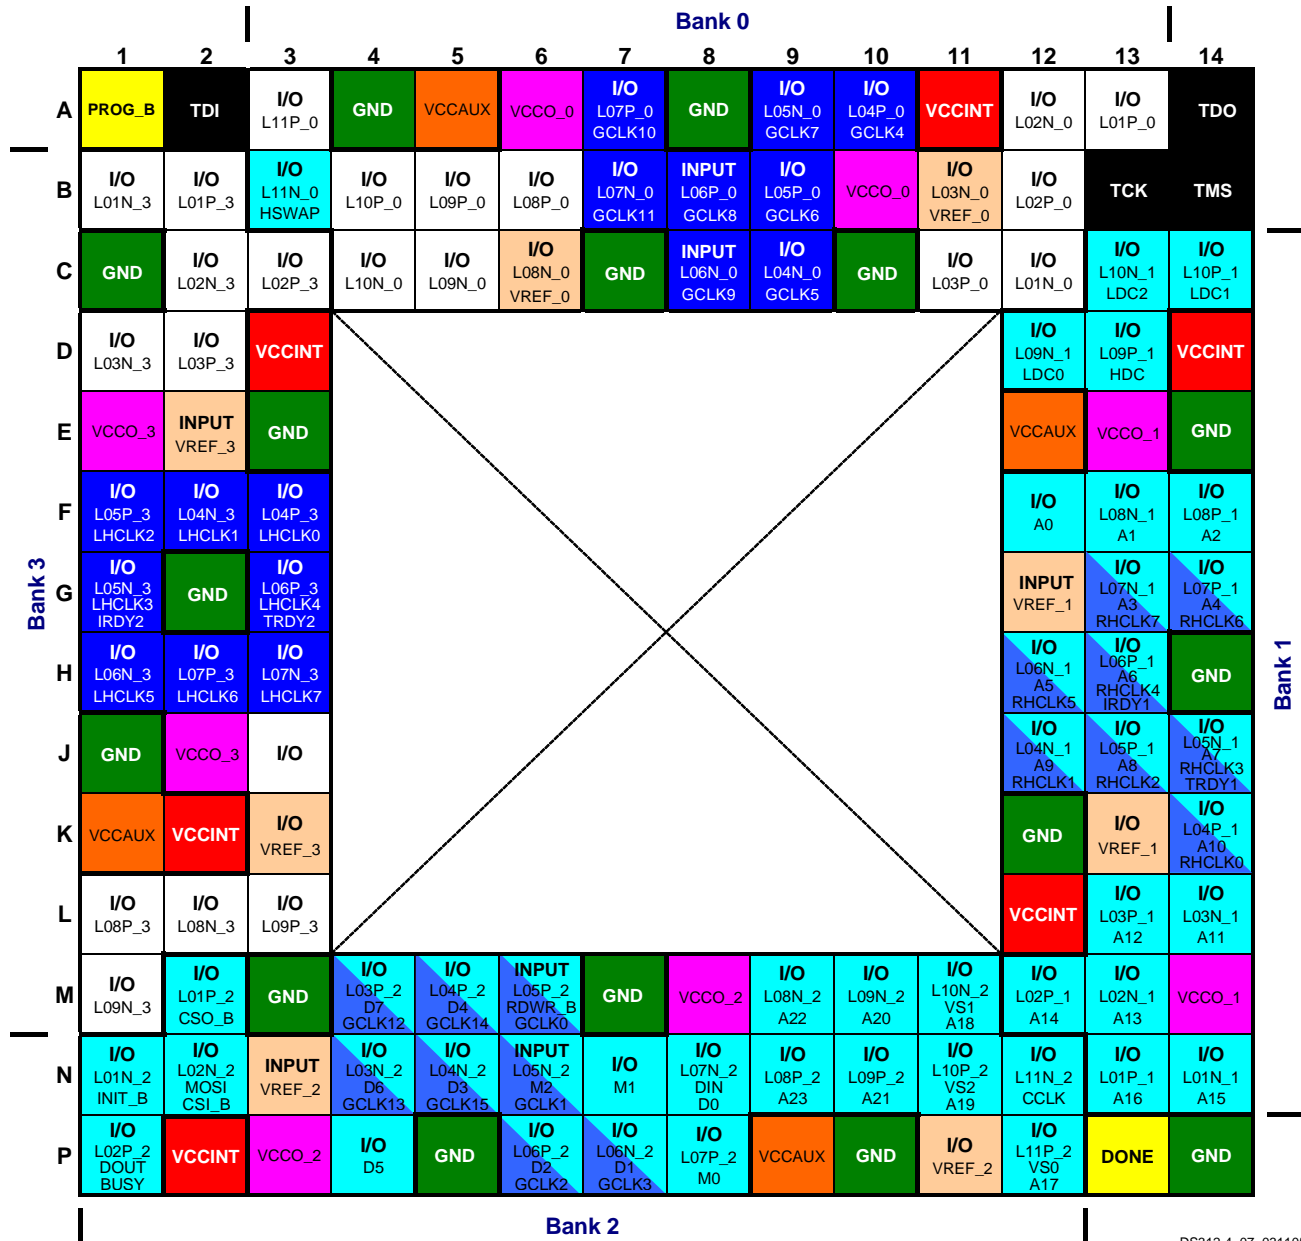 Bank 0
1 2 3 4 5 6 7 8 9 10 11 12 13 14
A
PROG_B
TDI
I/O
L11P_0
GND
VCCAUX
VCCO_0
I/O
L07P_0
GCLK10
GND
I/O
L05N_0
GCLK7
I/O
L04P_0
GCLK4
VCCINT
I/O
L02N_0
I/O
L01P_0
TDO
B
I/O
L01N_3
I/O
L01P_3
I/O
L11N_0
HSWAP
I/O
L10P_0
I/O
L09P_0
I/O
L08P_0
I/O
L07N_0
GCLK11
INPUT
L06P_0
GCLK8
I/O
L05P_0
GCLK6
VCCO_0
I/O
L03N_0
VREF_0
I/O
L02P_0
TCK
TMS
C
GND
I/O
L02N_3
I/O
L02P_3
I/O
L10N_0
I/O
L09N_0
I/O
L08N_0
VREF_0
GND
INPUT
L06N_0
GCLK9
I/O
L04N_0
GCLK5
GND
I/O
L03P_0
I/O
L01N_0
I/O
L10N_1
LDC2
I/O
L10P_1
LDC1
D
I/O
L03N_3
I/O
L03P_3
VCCINT
I/O
L09N_1
LDC0
I/O
L09P_1
HDC
VCCINT
E
VCCO_3
INPUT
VREF_3
GND
VCCAUX
VCCO_1
GND
F
I/O
L05P_3
LHCLK2
I/O
L04N_3
LHCLK1
I/O
L04P_3
LHCLK0
I/O
A0
I/O
L08N_1
A1
I/O
L08P_1
A2
Bank 3
G
I/O
L05N_3
LHCLK3
IRDY2
GND
I/O
L06P_3
LHCLK4
TRDY2
INPUT
VREF_1
I/O
L07N_1
A3
RHCLK7
I/O
L07P_1
A4
RHCLK6
H
I/O
L06N_3
LHCLK5
I/O
L07P_3
LHCLK6
I/O
L07N_3
LHCLK7
I/O
L06N_1
A5
RHCLK5
I/O
L06P_1
A6
RHCLK4
IRDY1
GND
Bank 1
J
GND
VCCO_3
I/O
I/O
L04N_1
A9
RHCLK1
I/O
L05P_1
A8
RHCLK2
I/O
L05N_1
A7
RHCLK3
TRDY1
K
VCCAUX
VCCINT
I/O
VREF_3
GND
I/O
VREF_1
I/O
L04P_1
A10
RHCLK0
L
I/O
L08P_3
I/O
L08N_3
I/O
L09P_3
VCCINT
I/O
L03P_1
A12
I/O
L03N_1
A11
M
I/O
L09N_3
I/O
L01P_2
CSO_B
GND
I/O
L03P_2
D7
GCLK12
I/O
L04P_2
D4
GCLK14
INPUT
L05P_2
RDWR_B
GCLK0
GND
VCCO_2
I/O
L08N_2
A22
I/O
L09N_2
A20
I/O
L10N_2
VS1
A18
I/O
L02P_1
A14
I/O
L02N_1
A13
VCCO_1
N
I/O
L01N_2
INIT_B
I/O
L02N_2
MOSI
CSI_B
INPUT
VREF_2
I/O
L03N_2
D6
GCLK13
I/O
L04N_2
D3
GCLK15
INPUT
L05N_2
M2
GCLK1
I/O
M1
I/O
L07N_2
DIN
D0
I/O
L08P_2
A23
I/O
L09P_2
A21
I/O
L10P_2
VS2
A19
I/O
L11N_2
CCLK
I/O
L01P_1
A16
I/O
L01N_1
A15
P
I/O
L02P_2
DOUT
BUSY
VCCINT
VCCO_2
I/O
D5
GND
I/O
L06P_2
D2
GCLK2
I/O
L06N_2
D1
GCLK3
I/O
L07P_2
M0
VCCAUX
GND
I/O
VREF_2
I/O
L11P_2
VS0
A17
DONE
GND
Bank 2